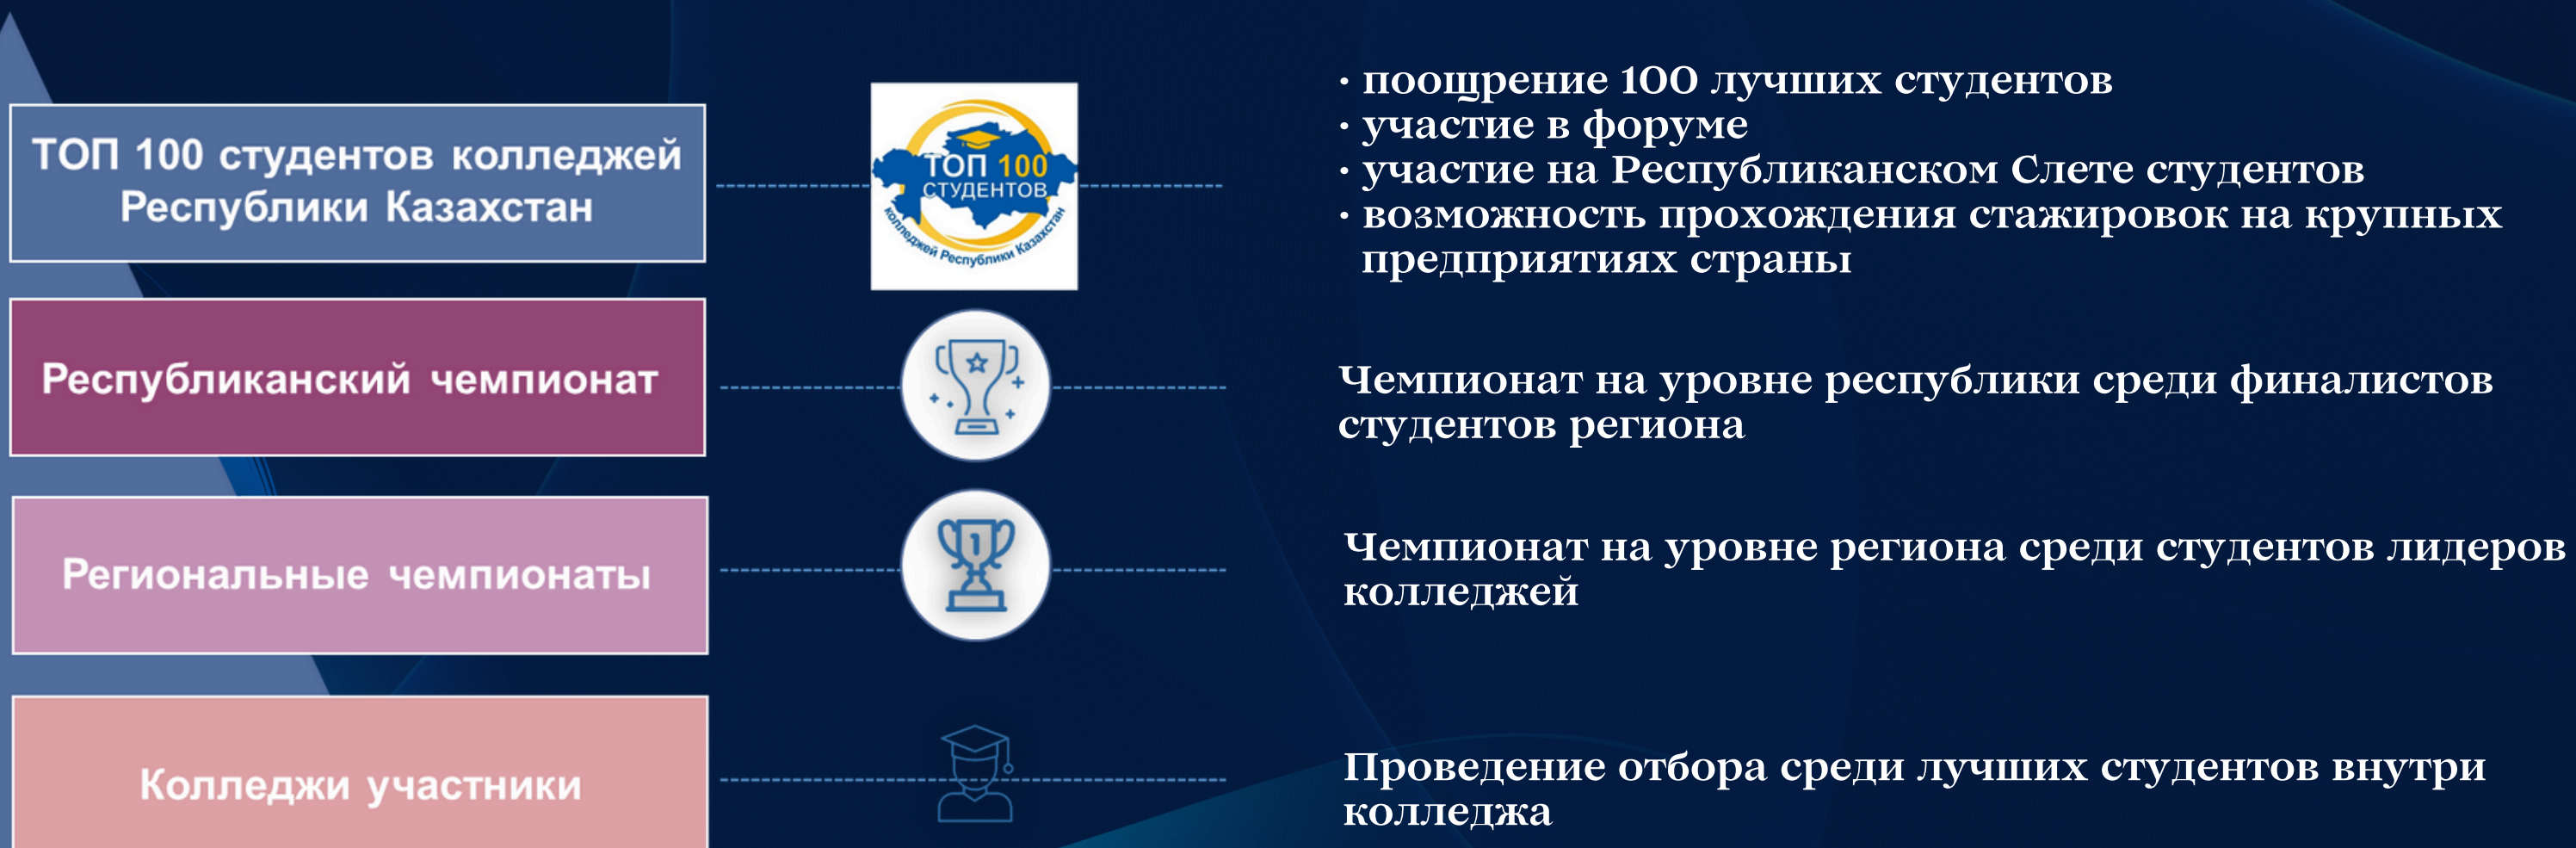 ТОП 100 студентов колледжей
Республики Казахстан
ТОП 100
СТУДЕНТОВ
колледжей Республики Казахстан
· поощрение 100 лучших студентов
· участие в форуме
· участие на Республиканском Слете студентов
· возможность прохождения стажировок на крупных
предприятиях страны
Республиканский чемпионат
Чемпионат на уровне республики среди финалистов
студентов региона
Региональные чемпионаты
1
Чемпионат на уровне региона среди студентов лидеров
колледжей
Колледжи участники
Проведение отбора среди лучших студентов внутри
колледжа